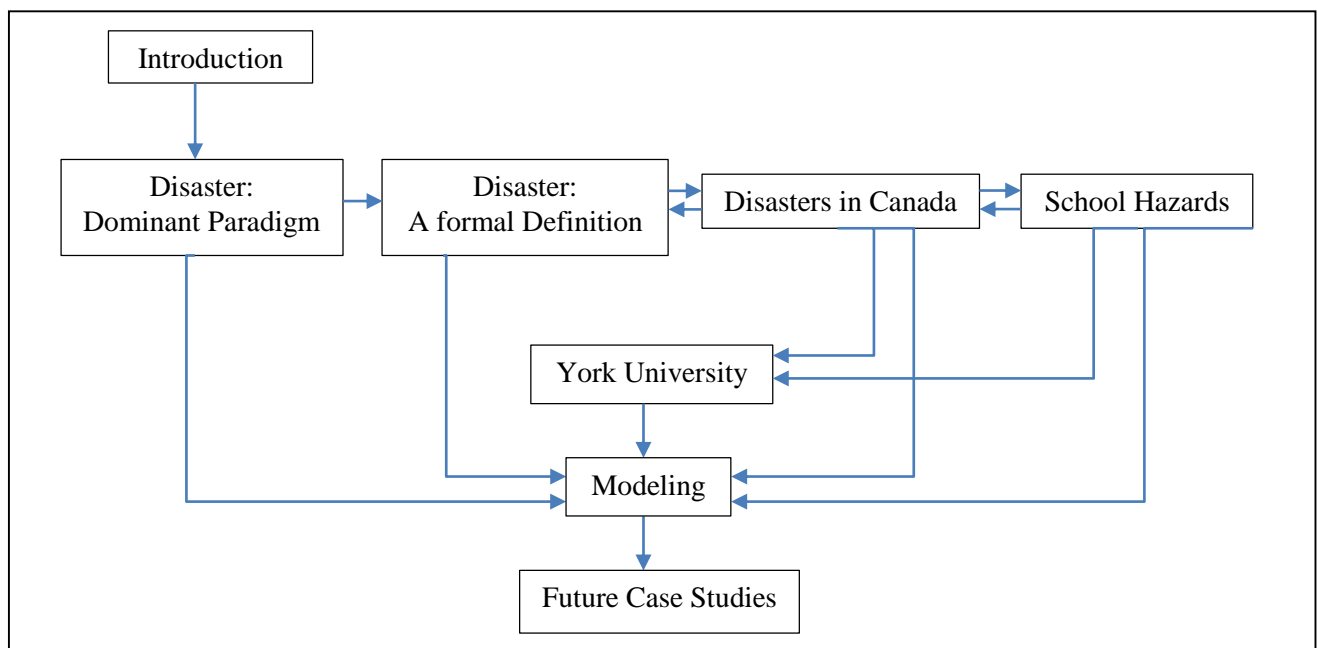 Introduction
Disaster:
Dominant Paradigm
Disaster:
A formal Definition
Disasters in Canada
School Hazards
York University
Modeling
Future Case Studies